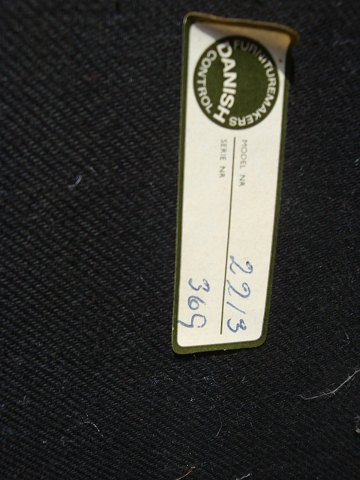 DANISH
FURNITUREMAKERS
CONTROL
MODEL NR. 2213
SERIE NR. 369